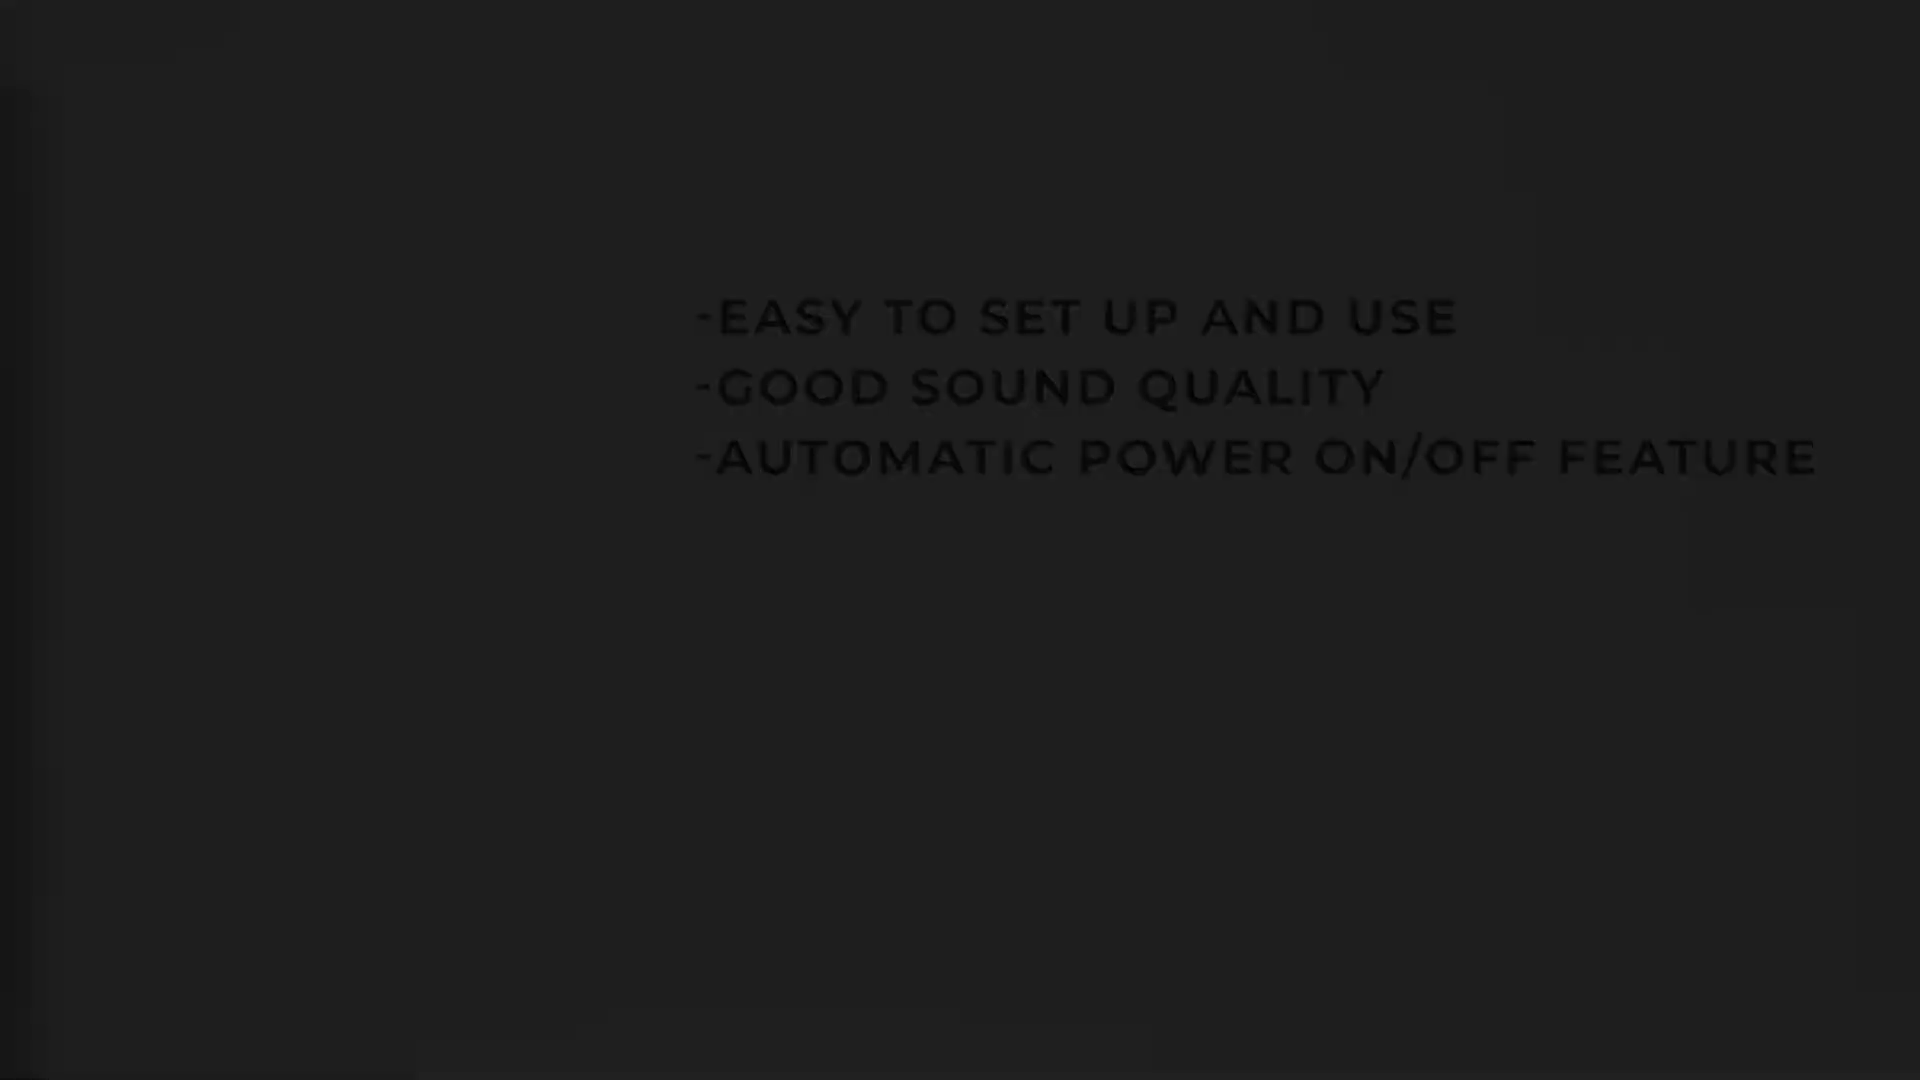 -EASY TO SET UP AND USE
-GOOD SOUND QUALITY
-AUTOMATIC POWER ON/OFF FEATURE